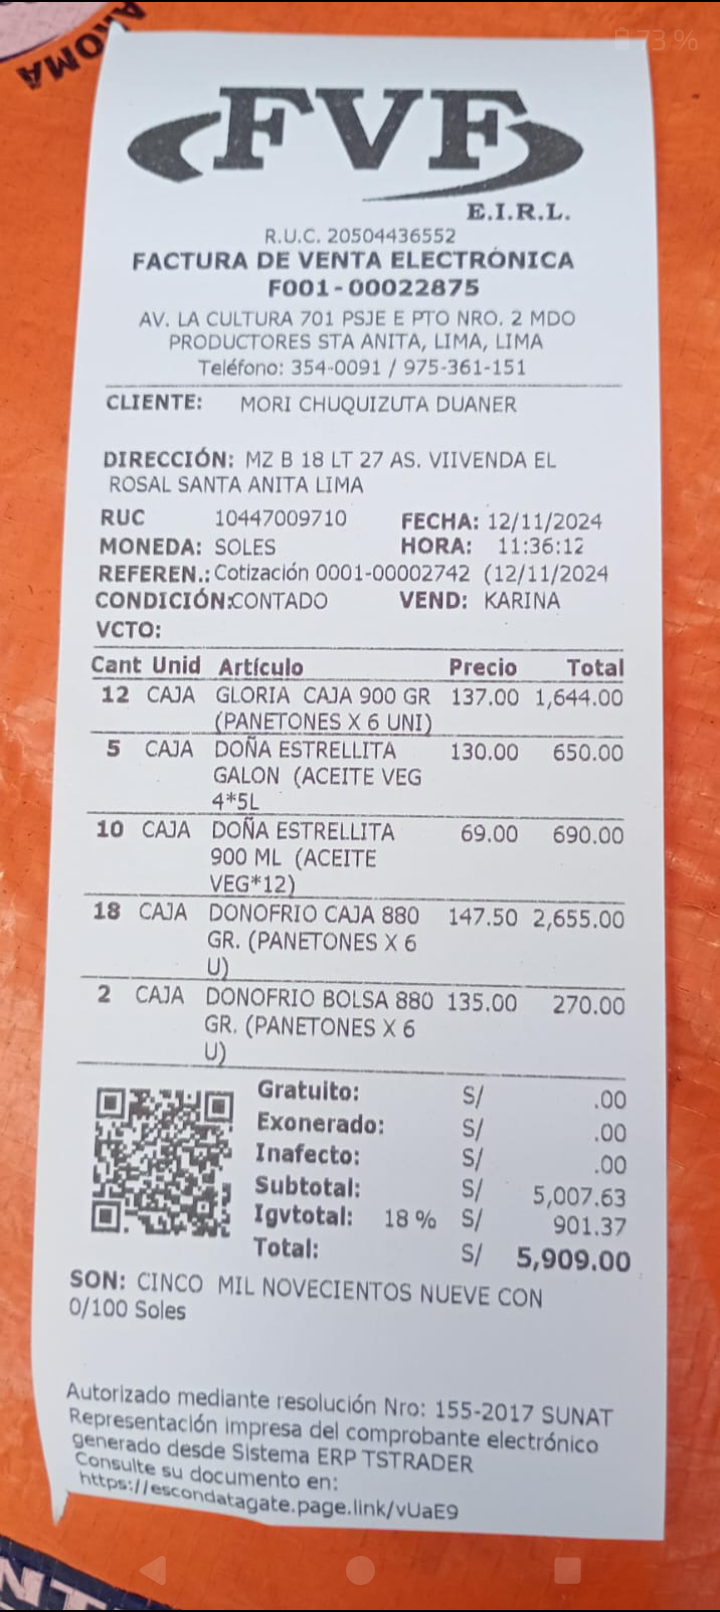 AROMA
73 %
FVF
E.I.R.L.
R.U.C. 20504436552
FACTURA DE VENTA ELECTRÓNICA
F001-00022875
AV. LA CULTURA 701 PSJE E PTO NRO. 2 MDO
PRODUCTORES STA ANITA, LIMA, LIMA
Teléfono: 354-0091 / 975-361-151
CLIENTE: MORI CHUQUIZUTA DUANER
DIRECCIÓN: MZ B 18 LT 27 AS. VIIVENDA EL
ROSAL SANTA ANITA LIMA
RUC 10447009710 FECHA: 12/11/2024
MONEDA: SOLES HORA: 11:36:12
REFEREN.: Cotización 0001-00002742 (12/11/2024
CONDICIÓN:CONTADO VEND: KARINA
VCTO:
Cant Unid Artículo Precio Total
12 CAJA GLORIA CAJA 900 GR 137.00 1,644.00
(PANETONES X 6 UNI)
5 CAJA DOÑA ESTRELLITA 130.00 650.00
GALON (ACEITE VEG
4*5L
10 CAJA DOÑA ESTRELLITA 69.00 690.00
900 ML (ACEITE
VEG*12)
18 CAJA DONOFRIO CAJA 880 147.50 2,655.00
GR. (PANETONES X 6
U)
2 CAJA DONOFRIO BOLSA 880 135.00 270.00
GR. (PANETONES X 6
U)
Gratuito: S/ .00
Exonerado: S/ .00
Inafecto: S/ .00
Subtotal: S/ 5,007.63
Igvtotal: 18 % S/ 901.37
Total: S/ 5,909.00
SON: CINCO MIL NOVECIENTOS NUEVE CON
0/100 Soles
Autorizado mediante resolución Nro: 155-2017 SUNAT
Representación impresa del comprobante electrónico
generado desde Sistema ERP TSTRADER
Consulte su documento en:
https://escondatagate.page.link/vUaE9